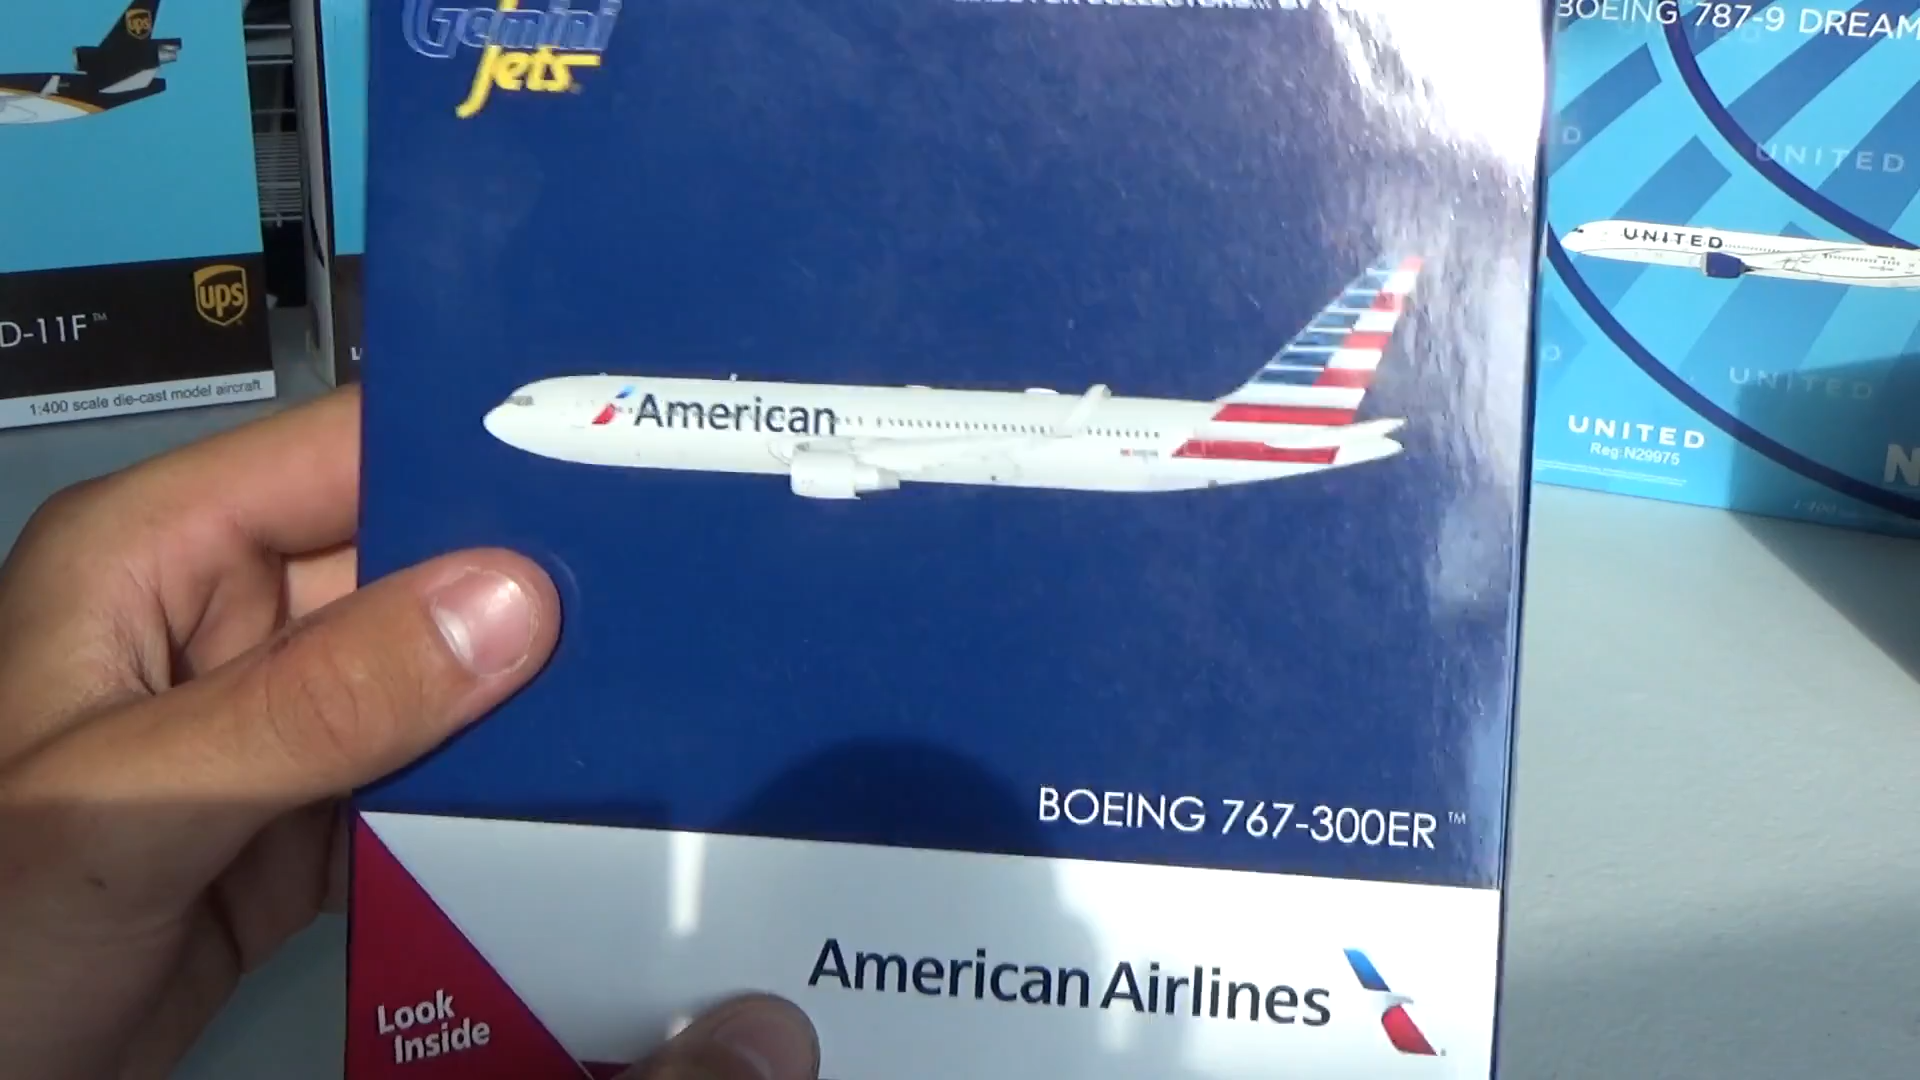 Gemini
Jets
ups
D-11F™
1:400 scale die-cast model aircraft
American
BOEING 767-300ER™
American Airlines
Look
Inside
BOEING 787-9 DREAM
UNITED
UNITED
UNITED
UNITED
Reg:N29975
N